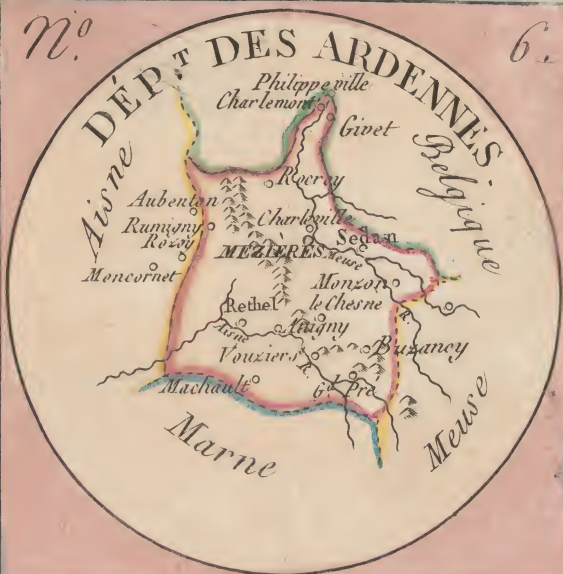 N.º 6.
DÉP.T DES ARDENNES
Philippeville
Charlemont
Givet
Aisne
Belgique
Rocroy
Aubenton
Charleville
Rumigny
Rozoy
Sedan
MÉZIÈRES
Meuse
Moncornet
Monzon
le Chesne
Rethel
R.
Aisne
Attigny
Buzancy
Vouziers
R.
Machault
G.d Pré
Marne
Meuse